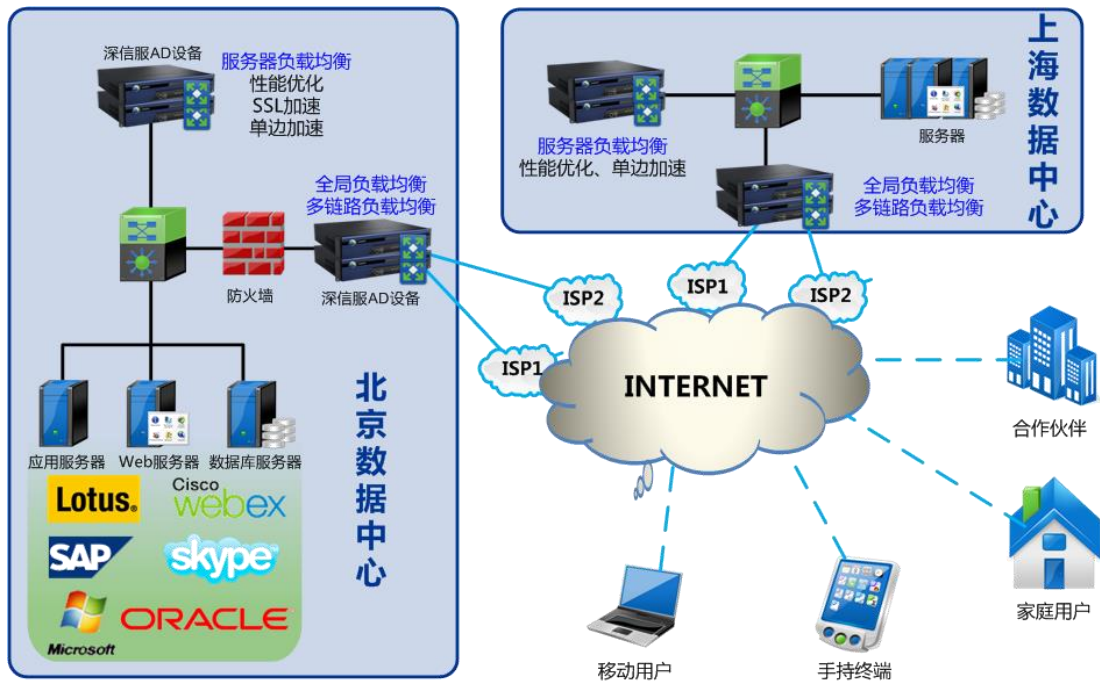 深信服AD设备
服务器负载均衡
性能优化
SSL加速
单边加速
全局负载均衡
多链路负载均衡
防火墙
深信服AD设备
应用服务器
Web服务器
数据库服务器
Lotus.
Cisco
webex
SAP
skype
Microsoft
ORACLE
北京数据中心
服务器负载均衡
性能优化、单边加速
服务器
全局负载均衡
多链路负载均衡
上海数据中心
ISP2
ISP1
ISP1
ISP2
INTERNET
合作伙伴
家庭用户
移动用户
手持终端